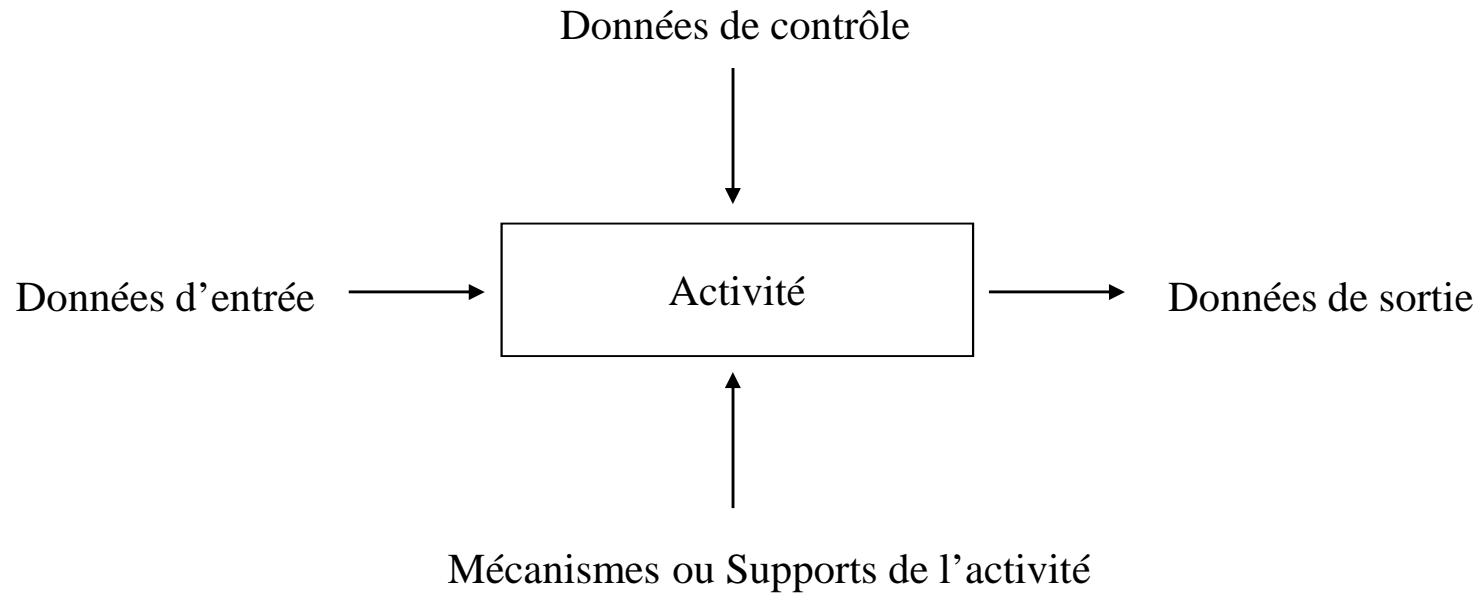 Données de contrôle
Données d’entrée
Activité
Données de sortie
Mécanismes ou Supports de l’activité